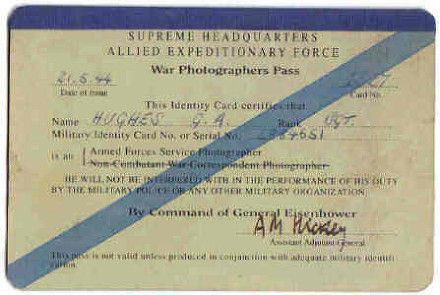 SUPREME HEADQUARTERS
ALLIED EXPEDITIONARY FORCE
War Photographers Pass
21.5.44
Date of Issue Card No.
This Identity Card certifies that
Name HUGHES G. A. Rank Sgt.
Military Identity Card No. or Serial No.
is an Armed Forces Service Photographer
Non-Combatant War Correspondent Photographer
HE WILL NOT BE INTERFERED WITH IN THE PERFORMANCE OF HIS DUTY
BY THE MILITARY POLICE OR ANY OTHER MILITARY ORGANIZATION.
By Command of General Eisenhower
Assistant Adjutant General
This pass is not valid unless produced in conjunction with adequate military identifi
cation.